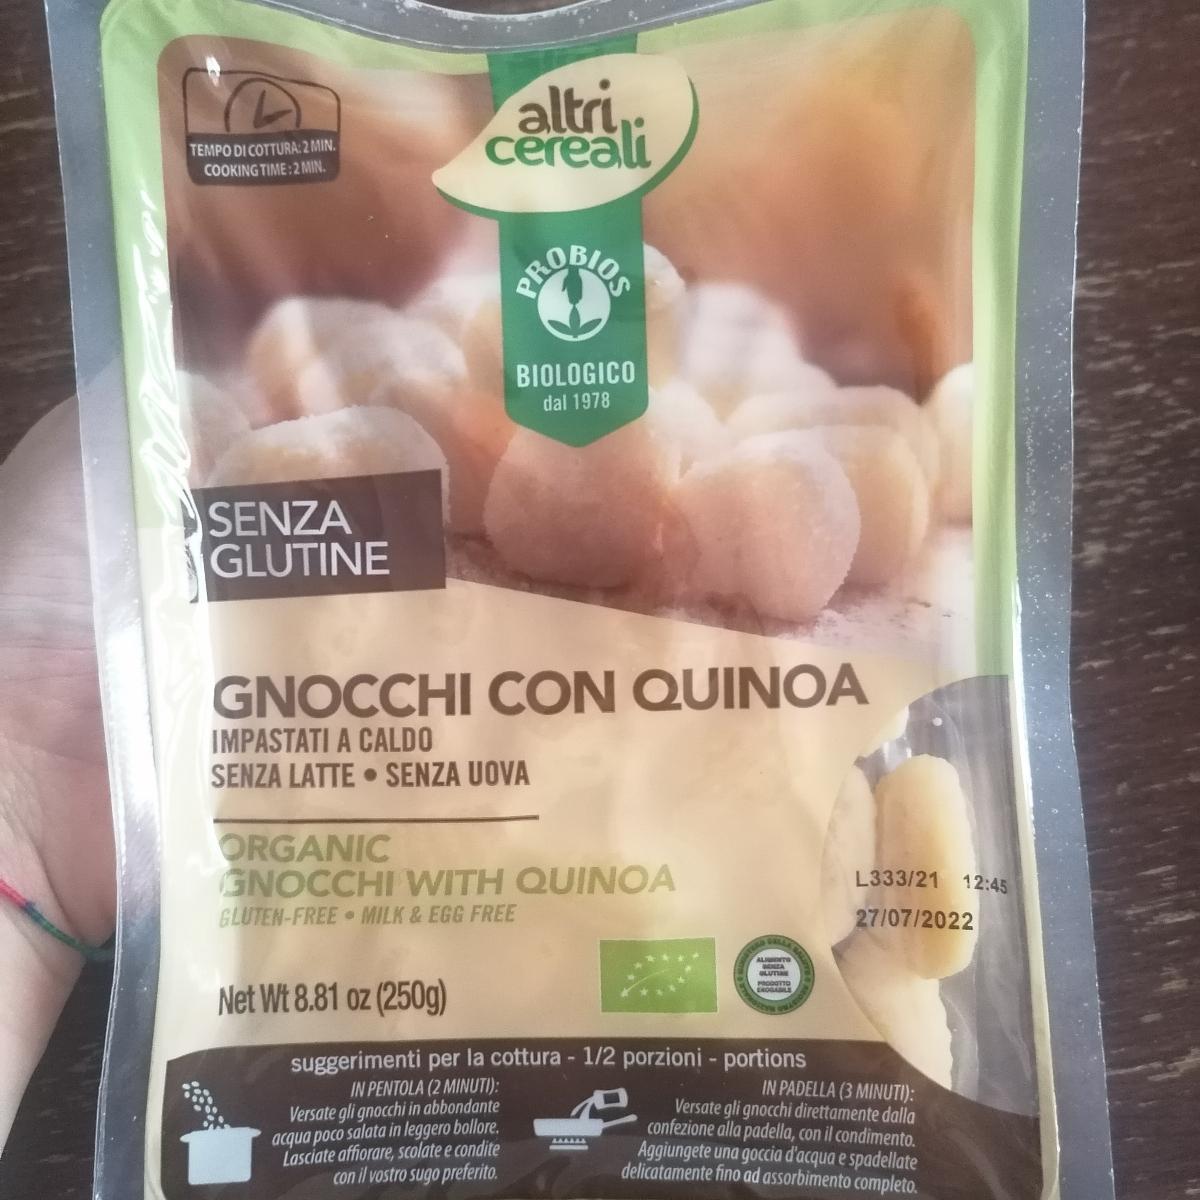 TEMPO DI COTTURA: 2 MIN.
COOKING TIME: 2 MIN.
altri
cereali
PROBIOS
BIOLOGICO
dal 1978
SENZA
GLUTINE
GNOCCHI CON QUINOA
IMPASTATI A CALDO
SENZA LATTE • SENZA UOVA
ORGANIC
GNOCCHI WITH QUINOA
GLUTEN-FREE • MILK & EGG FREE
L333/21 12:45
27/07/2022
ALIMENTO
SENZA
GLUTINE
PRODOTTO
EROGABILE
Net Wt 8.81 oz (250g)
suggerimenti per la cottura - 1/2 porzioni - portions
IN PENTOLA (2 MINUTI):
Versate gli gnocchi in abbondante
acqua poco salata in leggero bollore.
Lasciate affiorare, scolate e condite
con il vostro sugo preferito.
IN PADELLA (3 MINUTI):
Versate gli gnocchi direttamente dalla
confezione alla padella, con il condimento.
Aggiungete una goccia d'acqua e spadellate
delicatamente fino ad assorbimento completo.